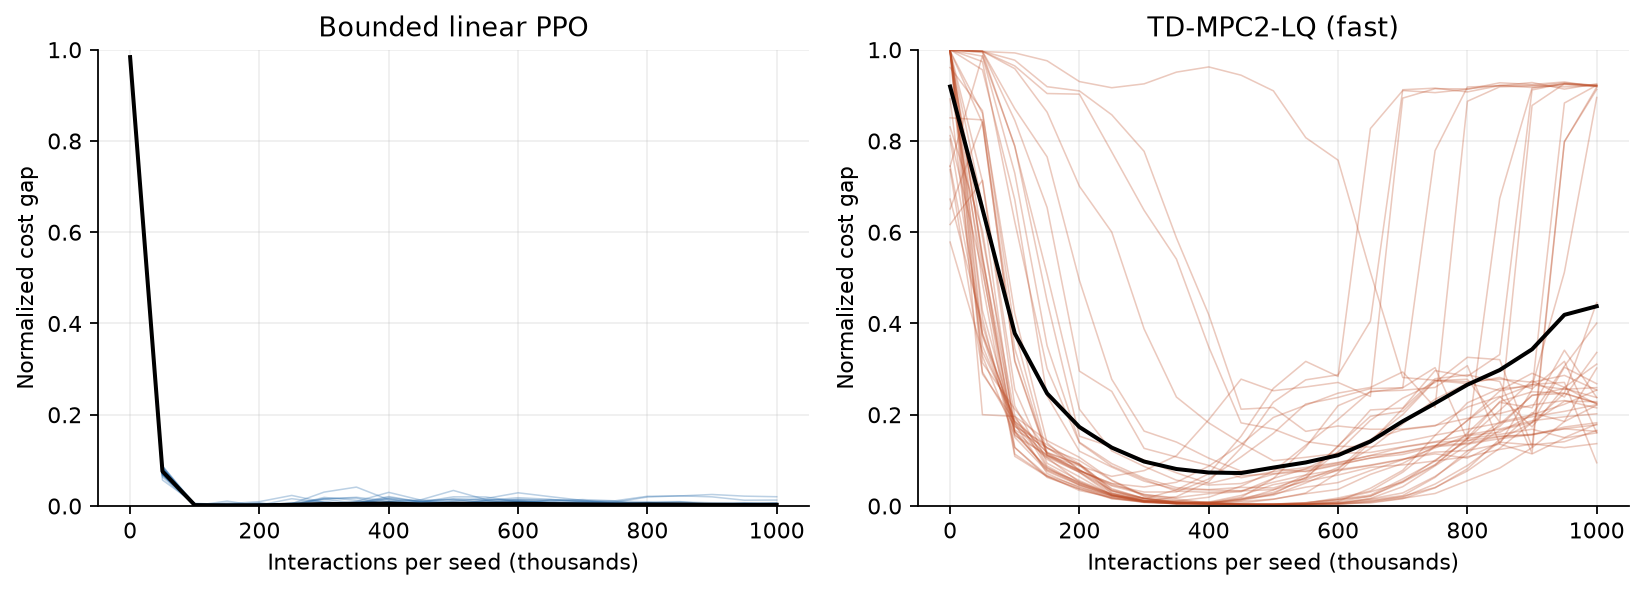 Bounded linear PPO
Normalized cost gap
1.0
0.8
0.6
0.4
0.2
0.0
0 200 400 600 800 1000
Interactions per seed (thousands)
TD-MPC2-LQ (fast)
Normalized cost gap
1.0
0.8
0.6
0.4
0.2
0.0
0 200 400 600 800 1000
Interactions per seed (thousands)